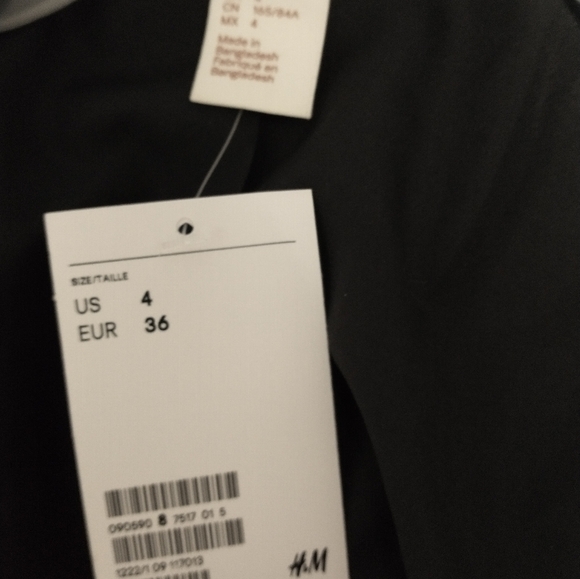 CN 165/84A
MX 4
Made in
Bangladesh
Fabriqué en
Bangladesh
SIZE/TAILLE
US 4
EUR 36
090590 8 7517 01 5
1222/1 09 117013
H&M